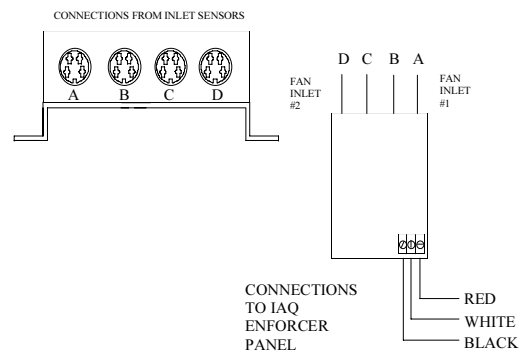 CONNECTIONS FROM INLET SENSORS
A B C D
D C B A
FAN
INLET
#2
FAN
INLET
#1
CONNECTIONS
TO IAQ
ENFORCER
PANEL
RED
WHITE
BLACK